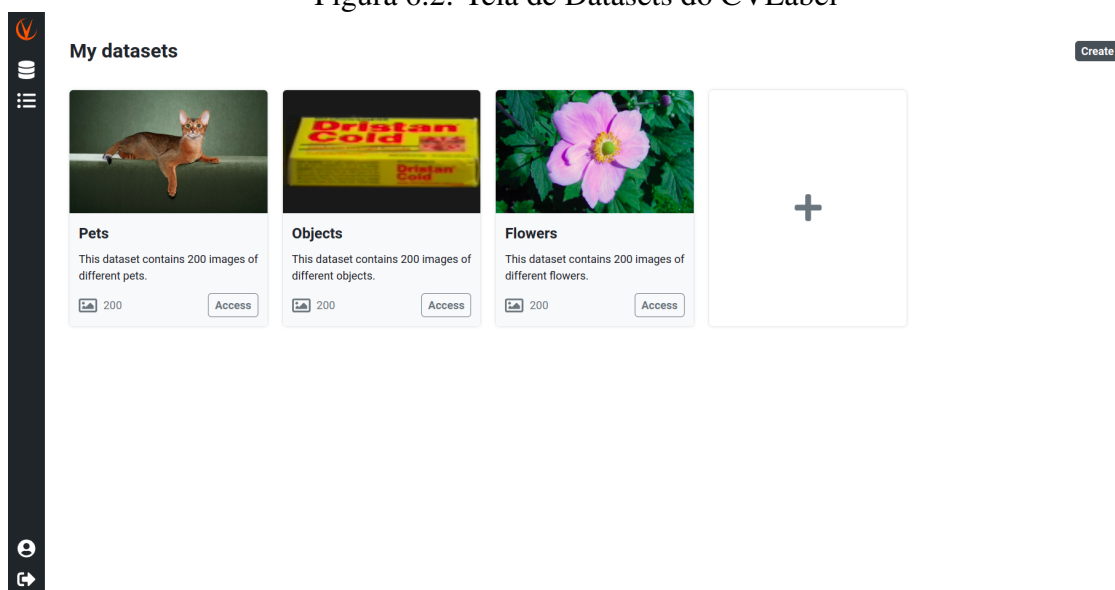 Figura 6.2: Tela de Datasets do CVLabel
My datasets
Create
Dristan
Cold
Dristan
Cold
Pets
This dataset contains 200 images of
different pets.
200
Access
Objects
This dataset contains 200 images of
different objects.
200
Access
Flowers
This dataset contains 200 images of
different flowers.
200
Access